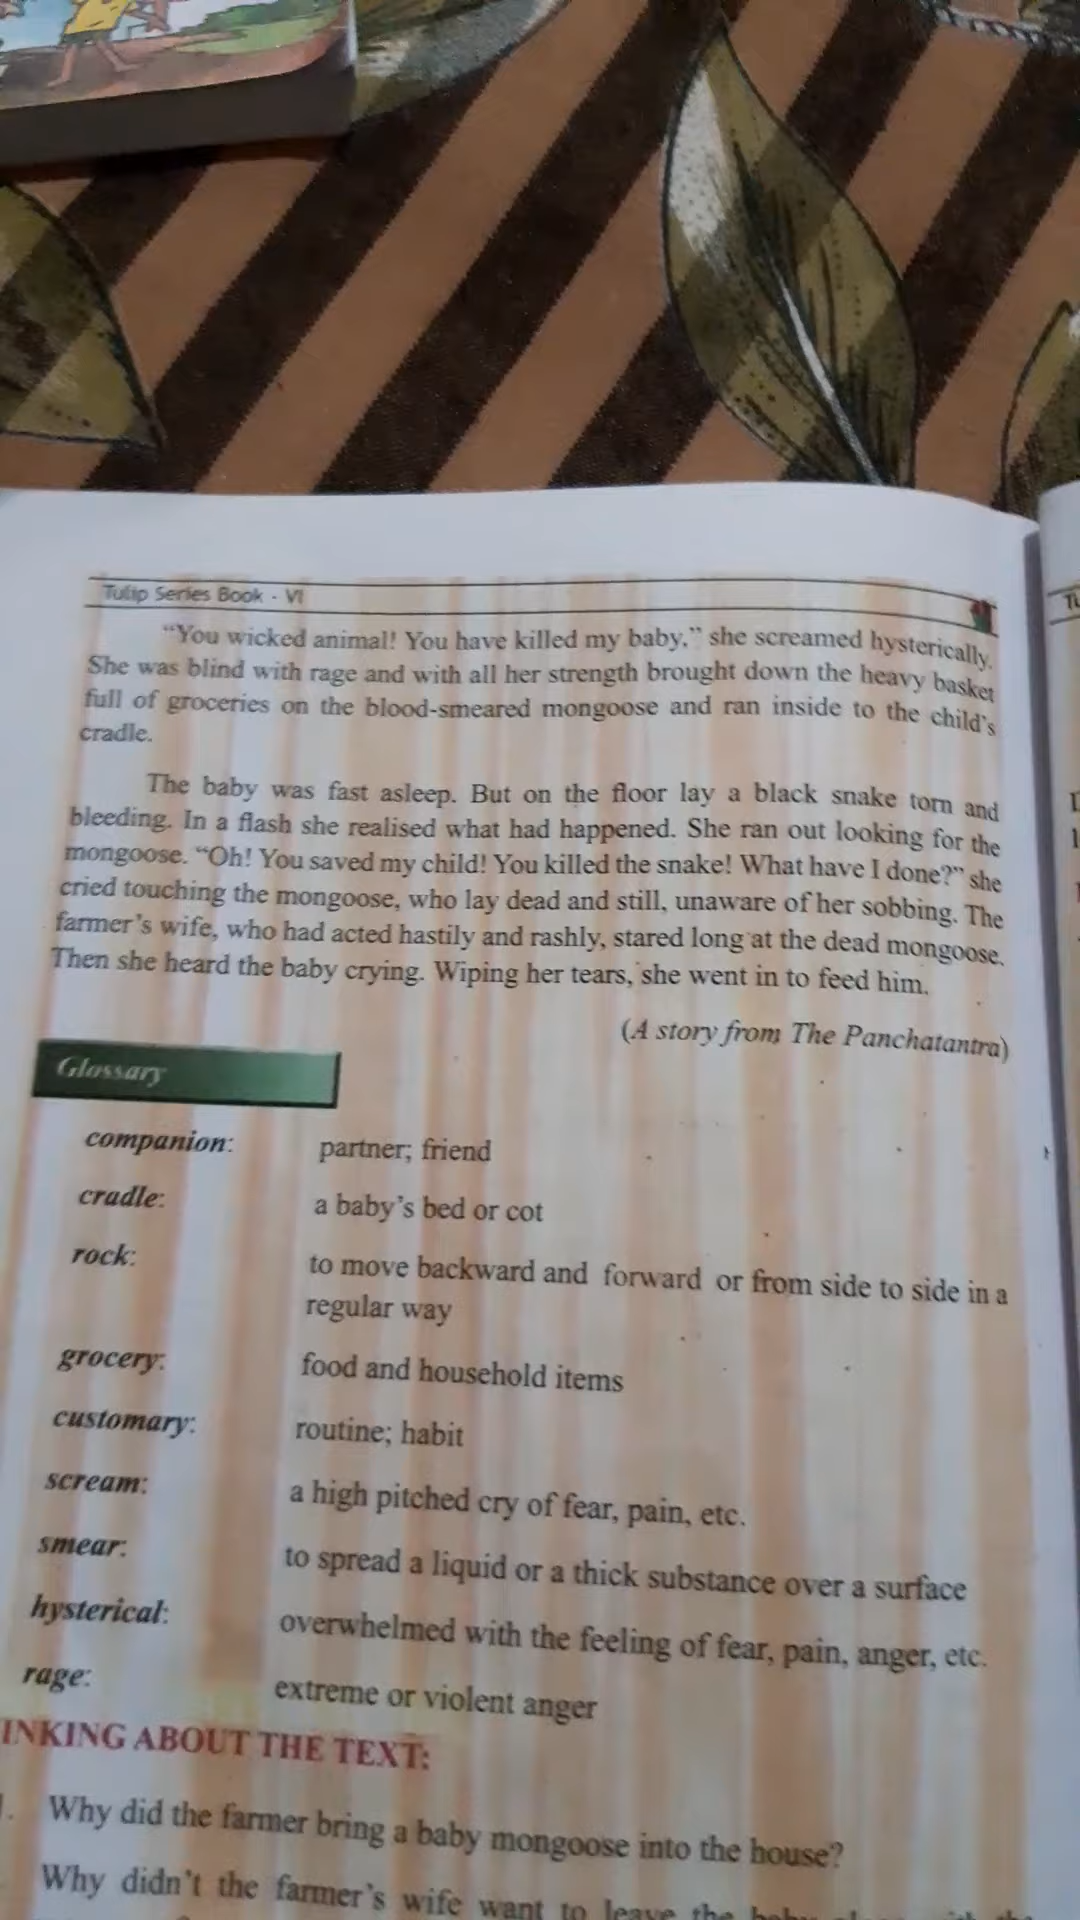 Tulip Series Book - VI
“You wicked animal! You have killed my baby,” she screamed hysterically.
She was blind with rage and with all her strength brought down the heavy basket
full of groceries on the blood-smeared mongoose and ran inside to the child’s
cradle.
The baby was fast asleep. But on the floor lay a black snake torn and
bleeding. In a flash she realised what had happened. She ran out looking for the
mongoose. “Oh! You saved my child! You killed the snake! What have I done?” she
cried touching the mongoose, who lay dead and still, unaware of her sobbing. The
farmer’s wife, who had acted hastily and rashly, stared long at the dead mongoose.
Then she heard the baby crying. Wiping her tears, she went in to feed him.
(A story from The Panchatantra)
Glossary
companion: partner; friend
cradle: a baby’s bed or cot
rock: to move backward and forward or from side to side in a
regular way
grocery: food and household items
customary: routine; habit
scream: a high pitched cry of fear, pain, etc.
smear: to spread a liquid or a thick substance over a surface
hysterical: overwhelmed with the feeling of fear, pain, anger, etc.
rage: extreme or violent anger
INKING ABOUT THE TEXT:
Why did the farmer bring a baby mongoose into the house?
Why didn’t the farmer’s wife want to leave the baby